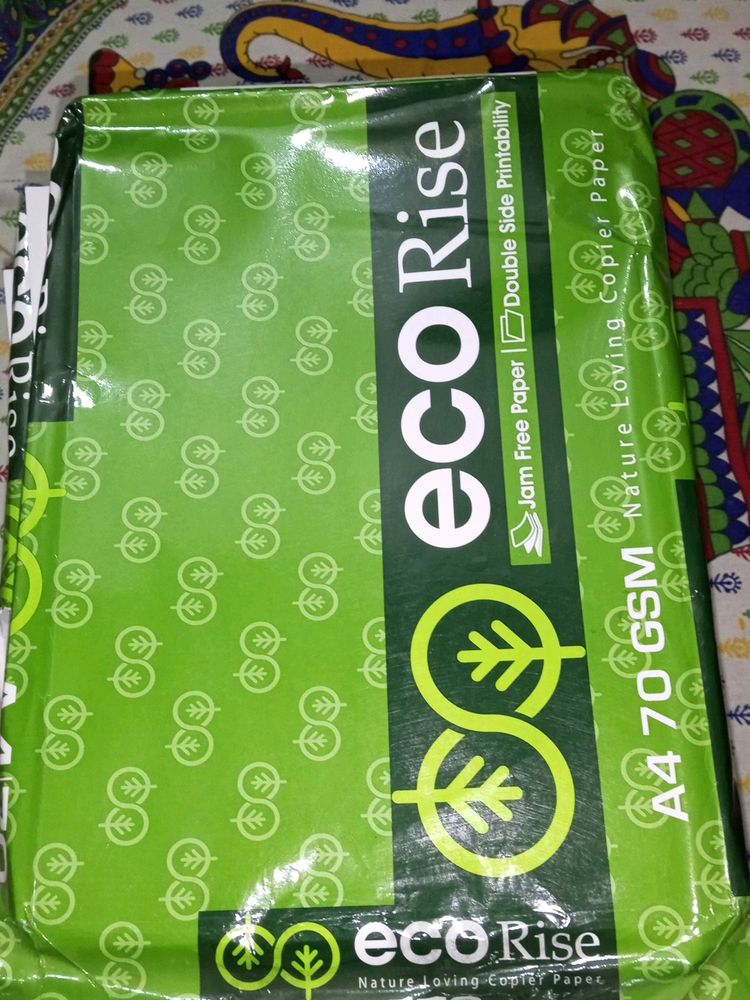 eco Rise
Jam Free Paper | Double Side Printability
A4 70 GSM Nature Loving Copier Paper
eco Rise
Nature Loving Copier Paper